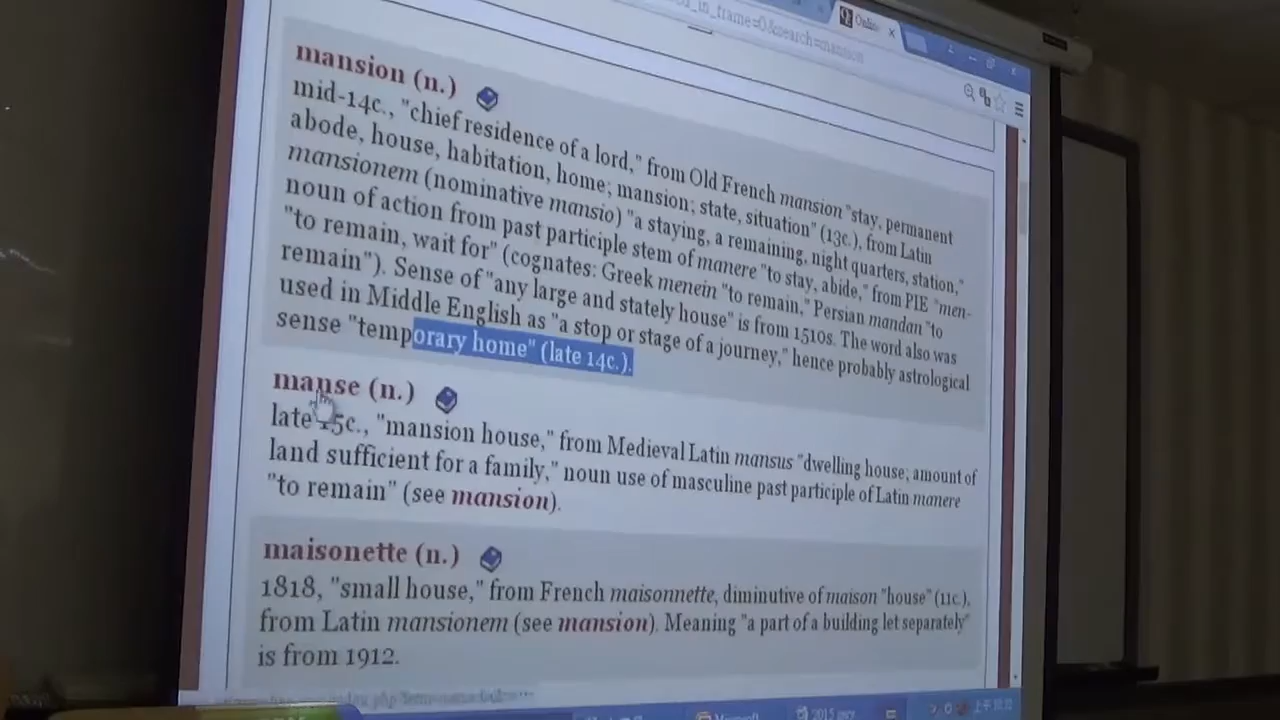 _in_frame=0&search=mansion
Online
mansion (n.)
mid-14c., "chief residence of a lord," from Old French mansion "stay, permanent
abode, house, habitation, home; mansion; state, situation" (13c.), from Latin
mansionem (nominative mansio) "a staying, a remaining, night quarters, station,"
noun of action from past participle stem of manere "to stay, abide," from PIE *men-
"to remain, wait for" (cognates: Greek menein "to remain," Persian mandan "to
remain"). Sense of "any large and stately house" is from 1510s. The word also was
used in Middle English as "a stop or stage of a journey," hence probably astrological
sense "temporary home" (late 14c.).
manse (n.)
late 15c., "mansion house," from Medieval Latin mansus "dwelling house; amount of
land sufficient for a family," noun use of masculine past participle of Latin manere
"to remain" (see mansion).
maisonette (n.)
1818, "small house," from French maisonnette, diminutive of maison "house" (11c.),
from Latin mansionem (see mansion). Meaning "a part of a building let separately"
is from 1912.
Microsoft